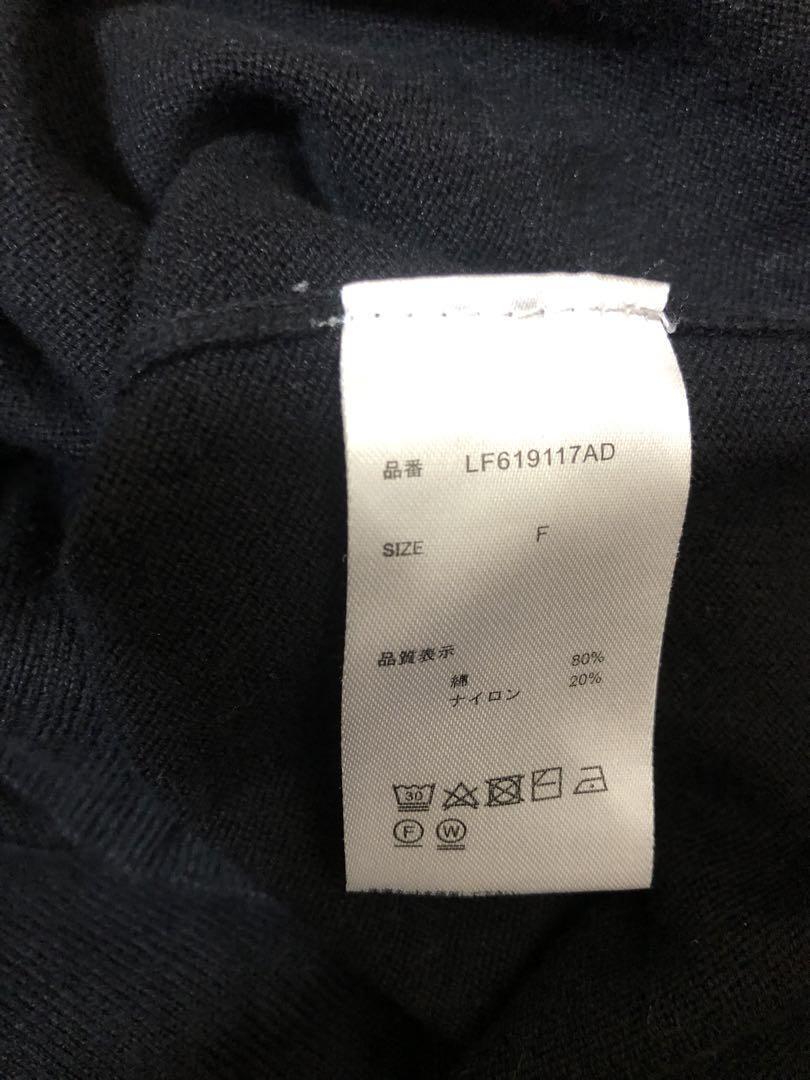 品番 LF619117AD
SIZE F
品質表示
綿 80%
ナイロン 20%
30
F W